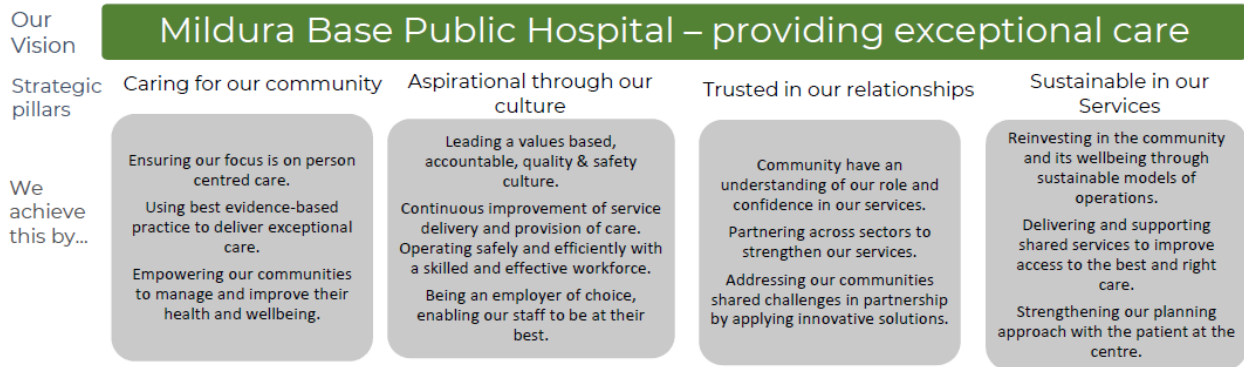 Our
Vision
Mildura Base Public Hospital – providing exceptional care
Strategic
pillars
Caring for our community
Aspirational through our
culture
Trusted in our relationships
Sustainable in our
Services
We
achieve
this by...
Ensuring our focus is on person
centred care.
Using best evidence-based
practice to deliver exceptional
care.
Empowering our communities
to manage and improve their
health and wellbeing.
Leading a values based,
accountable, quality & safety
culture.
Continuous improvement of service
delivery and provision of care.
Operating safely and efficiently with
a skilled and effective workforce.
Being an employer of choice,
enabling our staff to be at their
best.
Community have an
understanding of our role and
confidence in our services.
Partnering across sectors to
strengthen our services.
Addressing our communities
shared challenges in partnership
by applying innovative solutions.
Reinvesting in the community
and its wellbeing through
sustainable models of
operations.
Delivering and supporting
shared services to improve
access to the best and right
care.
Strengthening our planning
approach with the patient at the
centre.